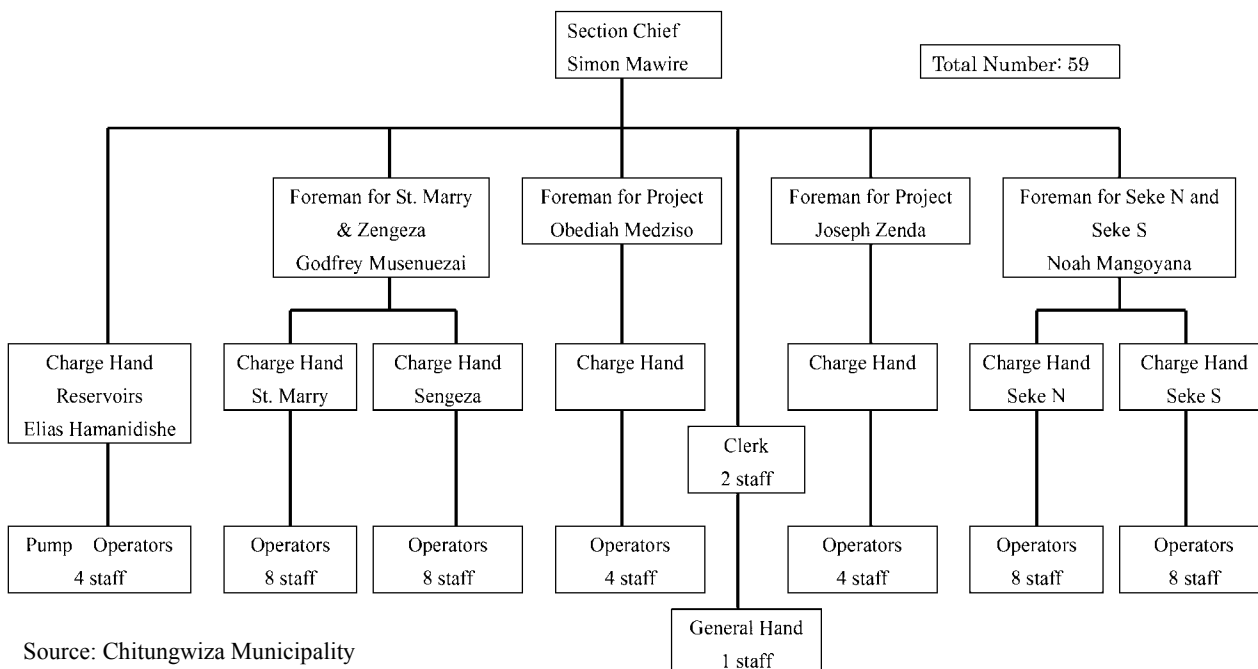 Section Chief
Simon Mawire
Total Number: 59
Foreman for St. Marry
& Zengeza
Godfrey Musenuezai
Foreman for Project
Obediah Medziso
Foreman for Project
Joseph Zenda
Foreman for Seke N and
Seke S
Noah Mangoyana
Charge Hand
Reservoirs
Elias Hamanidishe
Charge Hand
St. Marry
Charge Hand
Sengeza
Charge Hand
Charge Hand
Charge Hand
Seke N
Charge Hand
Seke S
Clerk
2 staff
Pump Operators
4 staff
Operators
8 staff
Operators
8 staff
Operators
4 staff
Operators
4 staff
Operators
8 staff
Operators
8 staff
General Hand
1 staff
Source: Chitungwiza Municipality